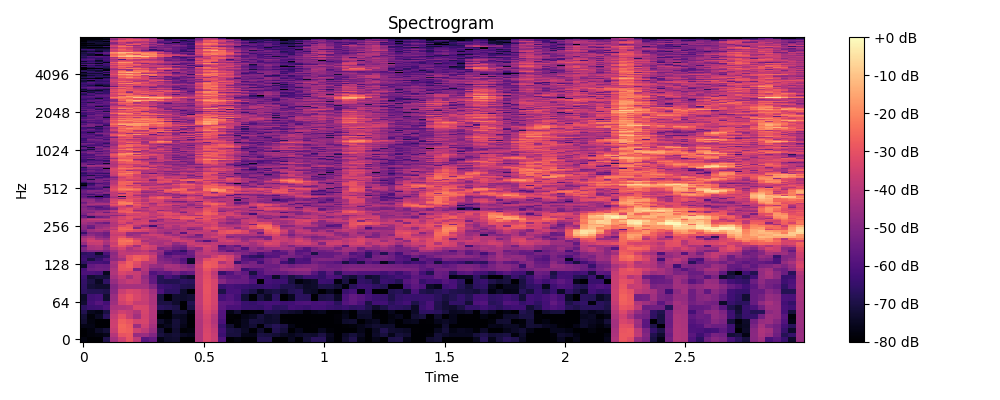 Spectrogram
Hz
4096
2048
1024
512
256
128
64
0
0
0.5
1
1.5
2
2.5
Time
+0 dB
-10 dB
-20 dB
-30 dB
-40 dB
-50 dB
-60 dB
-70 dB
-80 dB